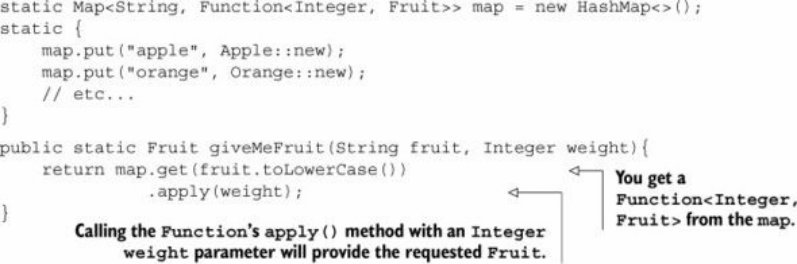 static Map<String, Function<Integer, Fruit>> map = new HashMap<>();
static {
    map.put("apple", Apple::new);
    map.put("orange", Orange::new);
    // etc...
}
public static Fruit giveMeFruit(String fruit, Integer weight){
    return map.get(fruit.toLowerCase())
              .apply(weight);
}
You get a
Function<Integer,
Fruit> from the map.
Calling the Function's apply() method with an Integer
weight parameter will provide the requested Fruit.